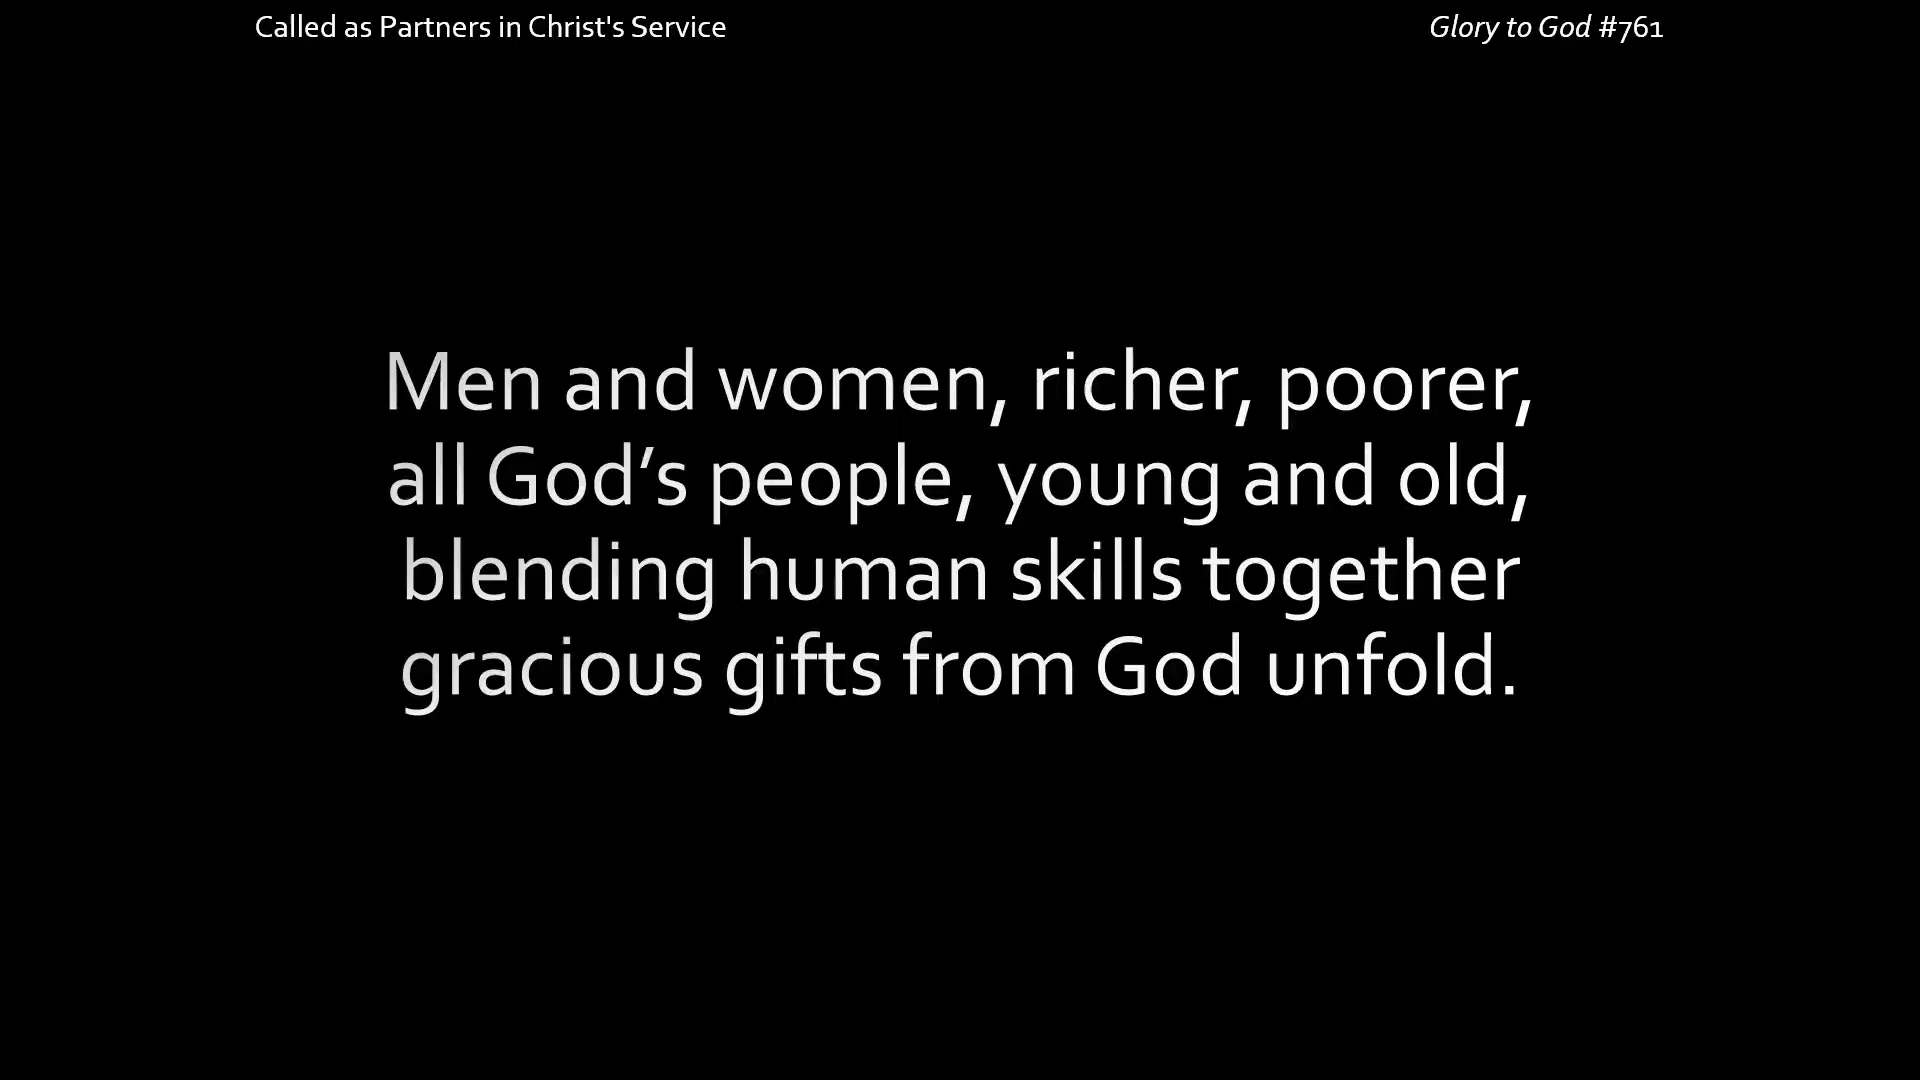 Called as Partners in Christ's Service
Glory to God #761
Men and women, richer, poorer,
all God’s people, young and old,
blending human skills together
gracious gifts from God unfold.